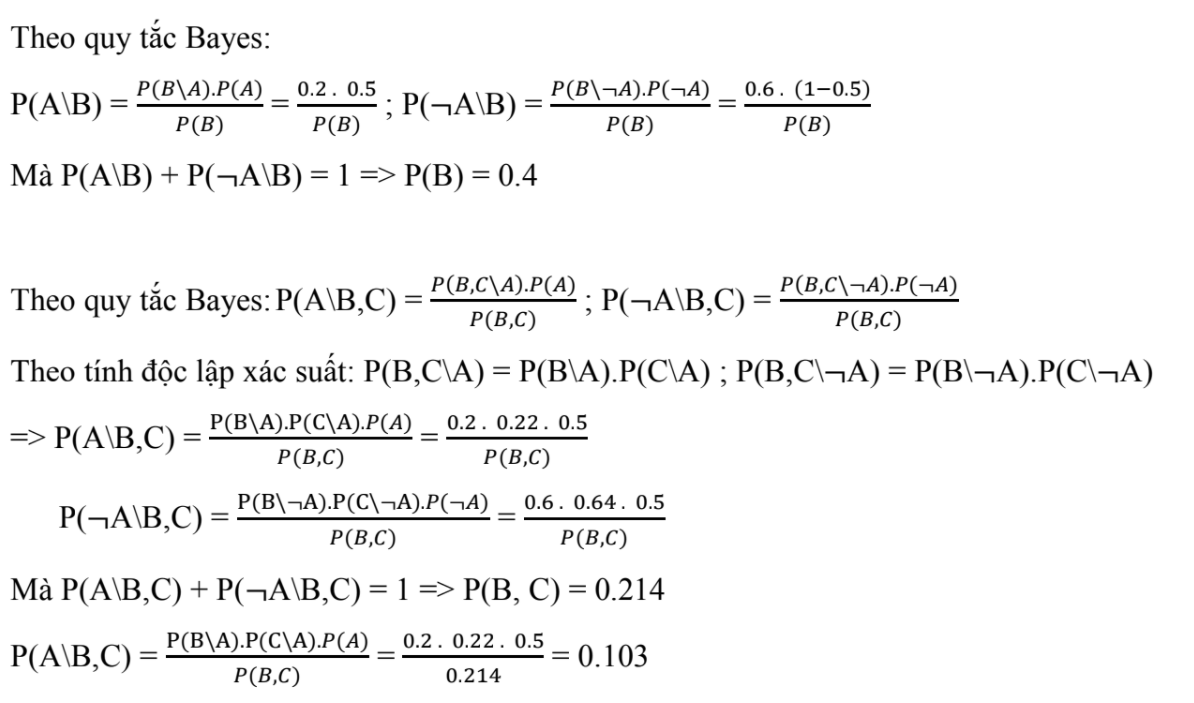 Theo quy tắc Bayes:
P(A\B) = P(B\A).P(A) / P(B) = 0.2 . 0.5 / P(B) ; P(¬A\B) = P(B\¬A).P(¬A) / P(B) = 0.6 . (1−0.5) / P(B)
Mà P(A\B) + P(¬A\B) = 1 => P(B) = 0.4
Theo quy tắc Bayes: P(A\B,C) = P(B,C\A).P(A) / P(B,C) ; P(¬A\B,C) = P(B,C\¬A).P(¬A) / P(B,C)
Theo tính độc lập xác suất: P(B,C\A) = P(B\A).P(C\A) ; P(B,C\¬A) = P(B\¬A).P(C\¬A)
=> P(A\B,C) = P(B\A).P(C\A).P(A) / P(B,C) = 0.2 . 0.22 . 0.5 / P(B,C)
P(¬A\B,C) = P(B\¬A).P(C\¬A).P(¬A) / P(B,C) = 0.6 . 0.64 . 0.5 / P(B,C)
Mà P(A\B,C) + P(¬A\B,C) = 1 => P(B, C) = 0.214
P(A\B,C) = P(B\A).P(C\A).P(A) / P(B,C) = 0.2 . 0.22 . 0.5 / 0.214 = 0.103